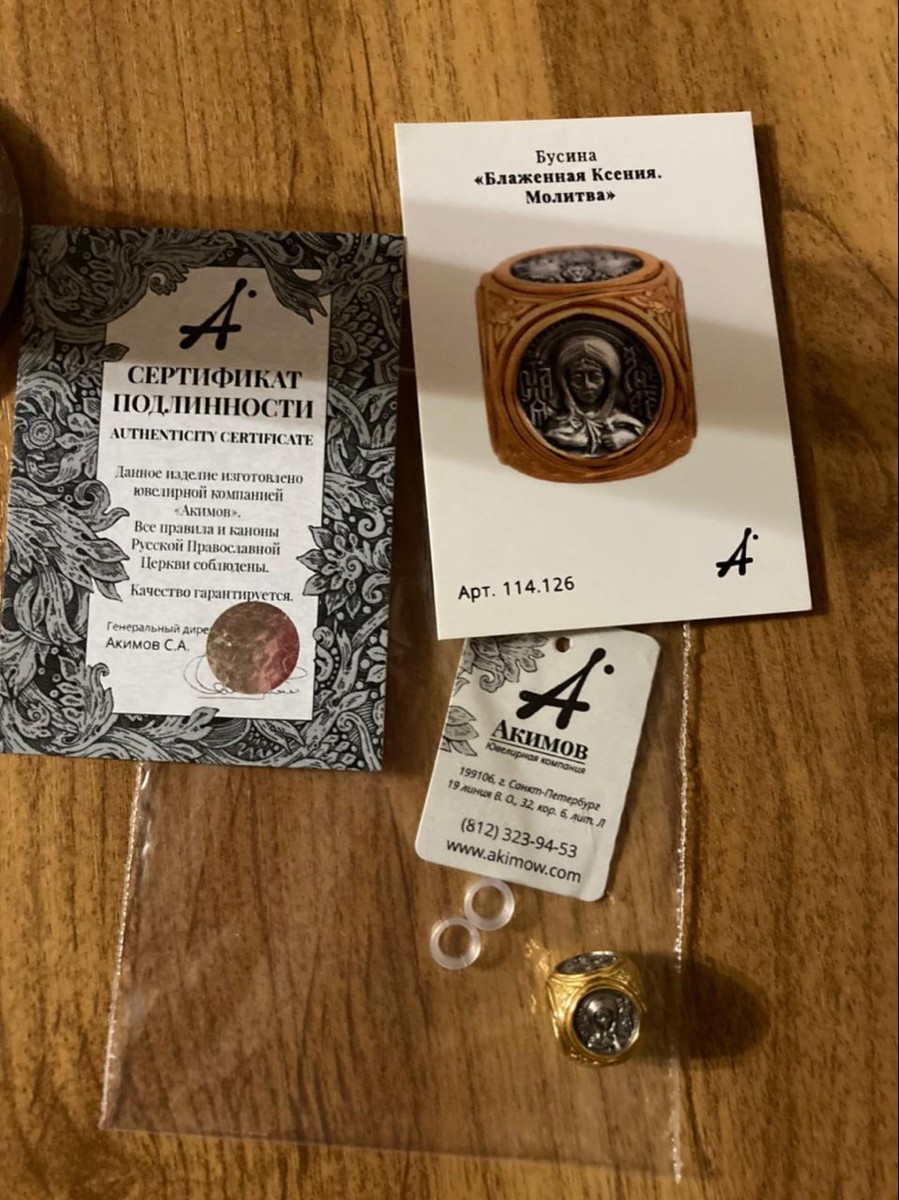 СЕРТИФИКАТ
ПОДЛИННОСТИ
AUTHENTICITY CERTIFICATE
Данное изделие изготовлено
ювелирной компанией
«Акимов».
Все правила и каноны
Русской Православной
Церкви соблюдены.
Качество гарантируется.
Генеральный дире
Акимов С.А.
Бусина
«Блаженная Ксения.
Молитва»
Арт. 114.126
АКИМОВ
Ювелирная компания
199106, г. Санкт-Петербург
19 линия В. О., 32, кор. 6, лит. Л
(812) 323-94-53
www.akimow.com